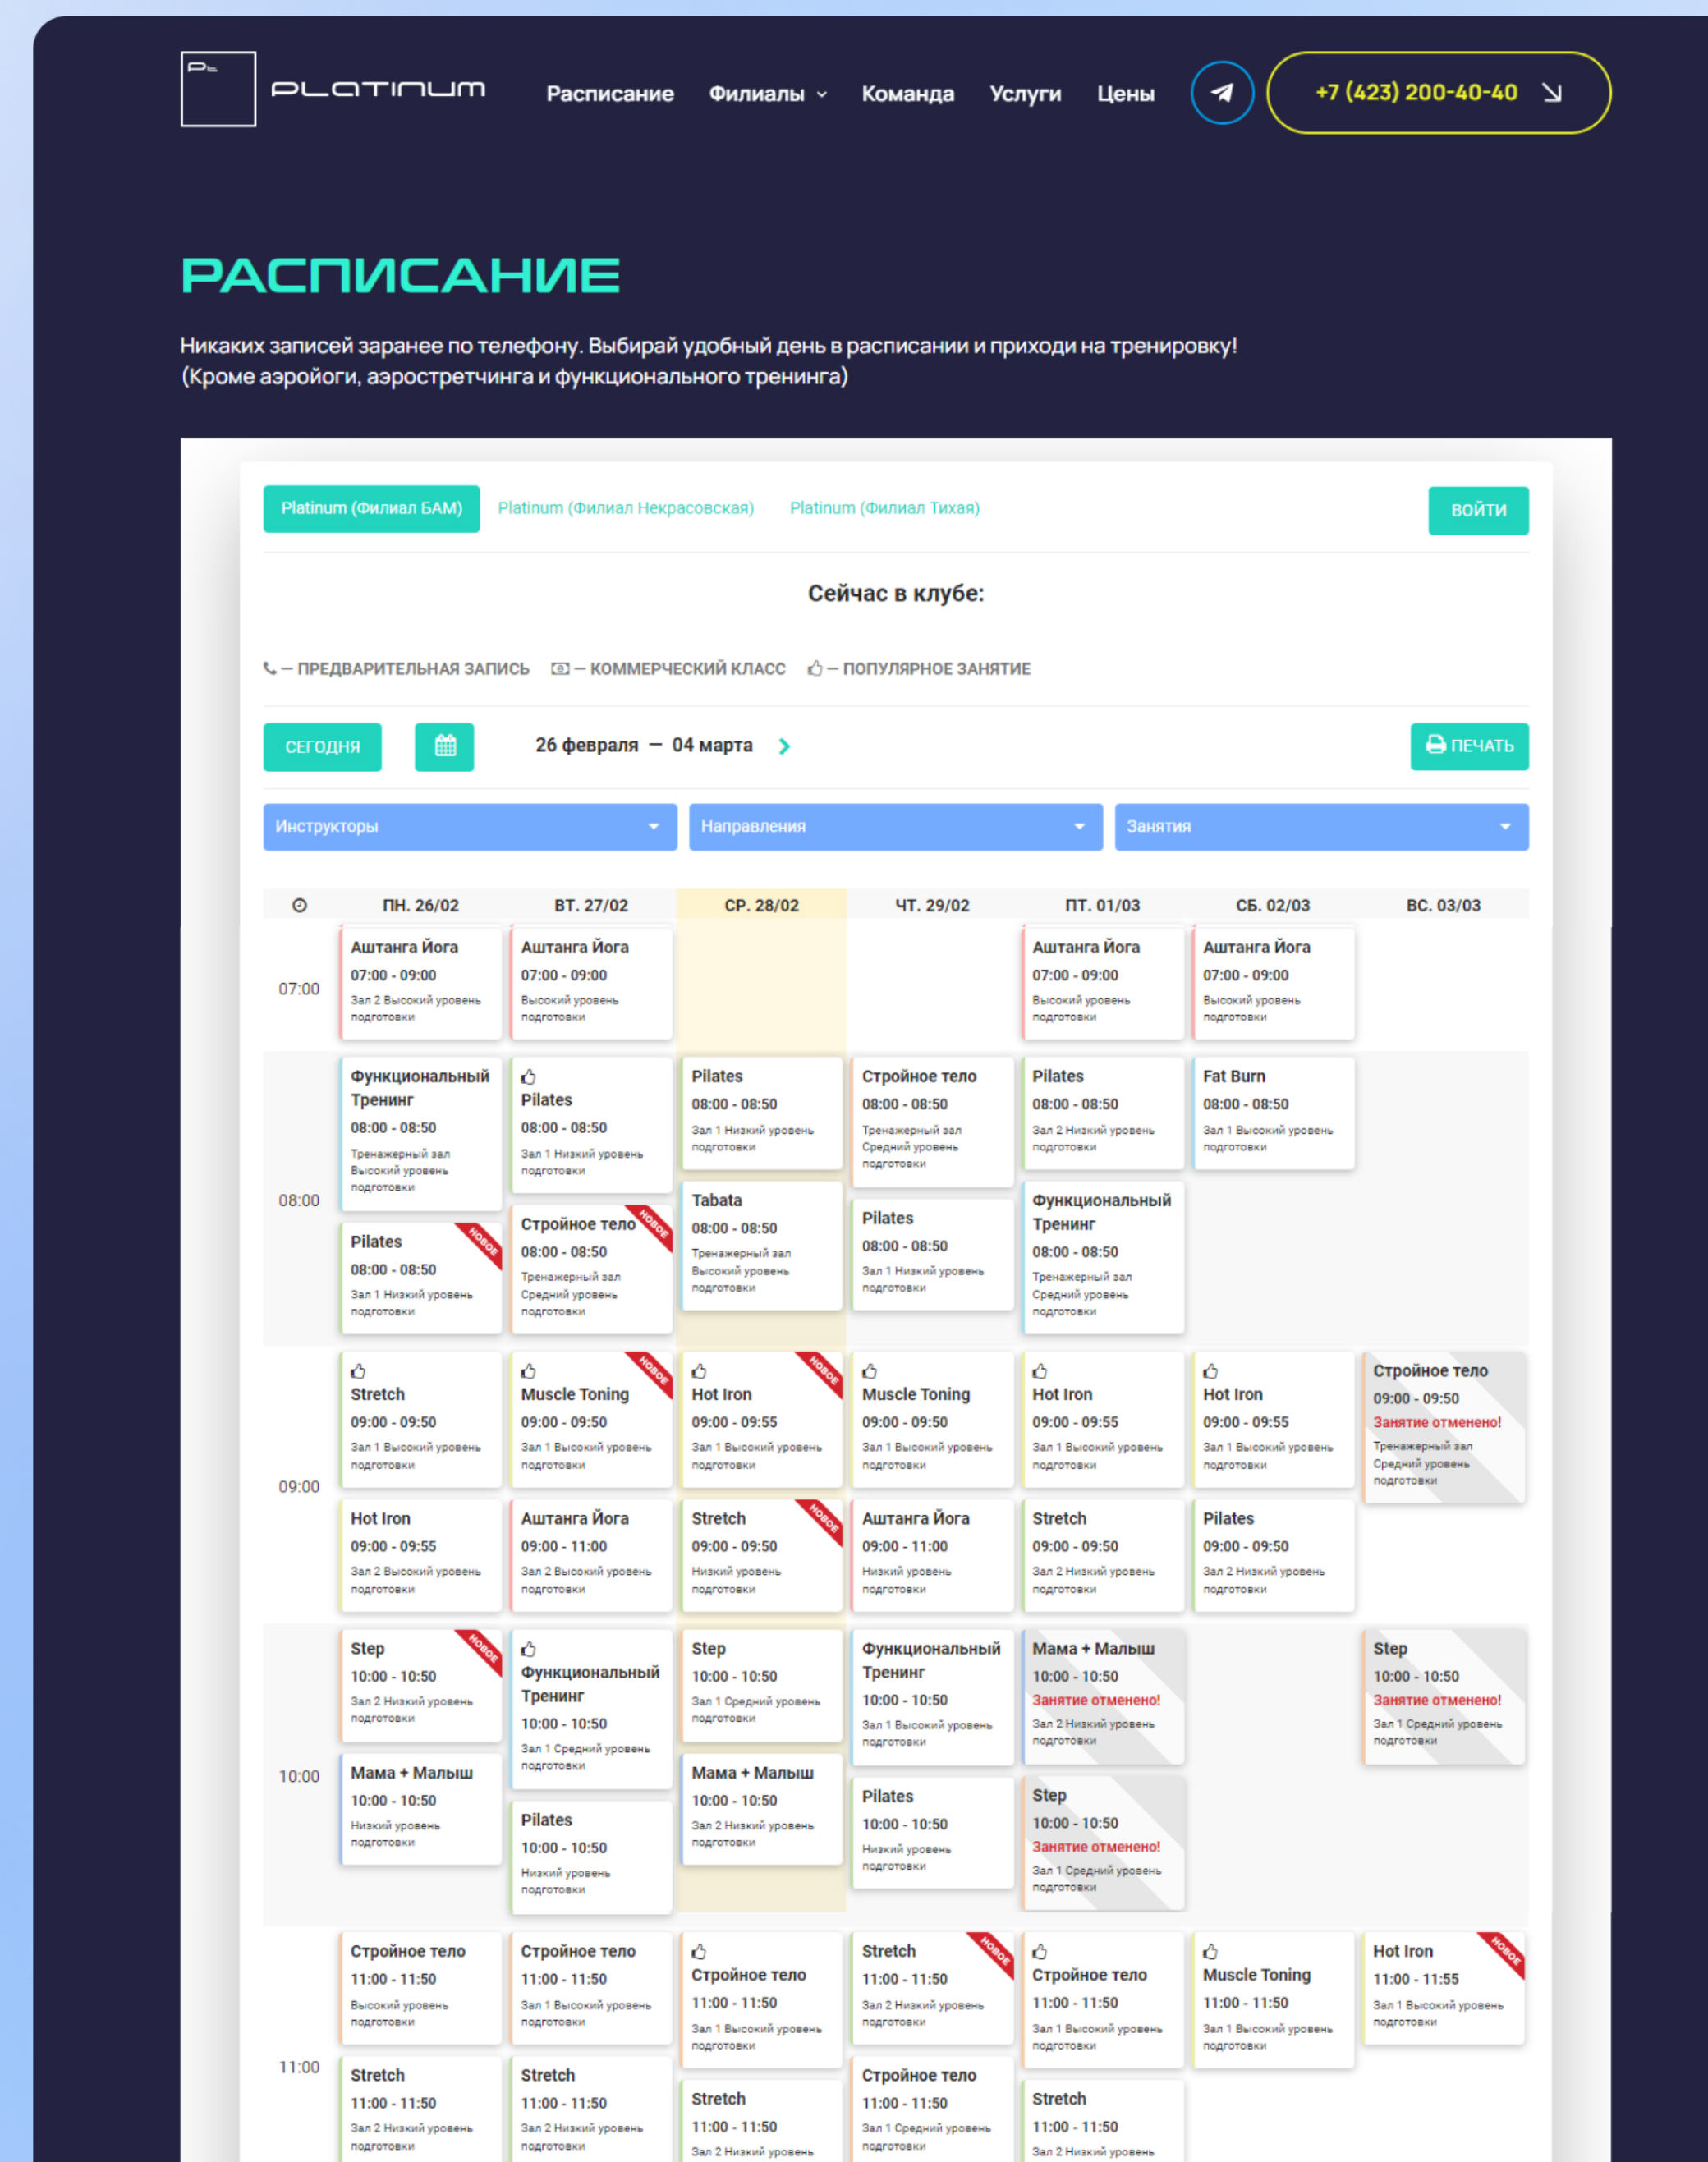 PLATINUM
Расписание
Филиалы
Команда
Услуги
Цены
+7 (423) 200-40-40
РАСПИСАНИЕ
Никаких записей заранее по телефону. Выбирай удобный день в расписании и приходи на тренировку!
(Кроме аэройоги, аэростретчинга и функционального тренинга)
Platinum (Филиал БАМ)
Platinum (Филиал Некрасовская)
Platinum (Филиал Тихая)
ВОЙТИ
Сейчас в клубе:
— ПРЕДВАРИТЕЛЬНАЯ ЗАПИСЬ
— КОММЕРЧЕСКИЙ КЛАСС
— ПОПУЛЯРНОЕ ЗАНЯТИЕ
СЕГОДНЯ
26 февраля — 04 марта
ПЕЧАТЬ
Инструкторы
Направления
Занятия
ПН. 26/02
ВТ. 27/02
СР. 28/02
ЧТ. 29/02
ПТ. 01/03
СБ. 02/03
ВС. 03/03
07:00
Аштанга Йога
07:00 - 09:00
Зал 2 Высокий уровень
подготовки
Аштанга Йога
07:00 - 09:00
Высокий уровень
подготовки
Аштанга Йога
07:00 - 09:00
Высокий уровень
подготовки
Аштанга Йога
07:00 - 09:00
Высокий уровень
подготовки
08:00
Функциональный
Тренинг
08:00 - 08:50
Тренажерный зал
Высокий уровень
подготовки
Pilates
НОВОЕ
08:00 - 08:50
Зал 1 Низкий уровень
подготовки
Pilates
08:00 - 08:50
Зал 1 Низкий уровень
подготовки
Стройное тело
НОВОЕ
08:00 - 08:50
Тренажерный зал
Средний уровень
подготовки
Pilates
08:00 - 08:50
Зал 1 Низкий уровень
подготовки
Tabata
08:00 - 08:50
Тренажерный зал
Высокий уровень
подготовки
Стройное тело
08:00 - 08:50
Тренажерный зал
Средний уровень
подготовки
Pilates
08:00 - 08:50
Зал 1 Низкий уровень
подготовки
Pilates
08:00 - 08:50
Зал 2 Низкий уровень
подготовки
Функциональный
Тренинг
08:00 - 08:50
Тренажерный зал
Средний уровень
подготовки
Fat Burn
08:00 - 08:50
Зал 1 Высокий уровень
подготовки
09:00
Stretch
09:00 - 09:50
Зал 1 Высокий уровень
подготовки
Hot Iron
09:00 - 09:55
Зал 2 Высокий уровень
подготовки
НОВОЕ
Muscle Toning
09:00 - 09:50
Зал 1 Высокий уровень
подготовки
Аштанга Йога
09:00 - 11:00
Зал 2 Высокий уровень
подготовки
НОВОЕ
Hot Iron
09:00 - 09:55
Зал 1 Высокий уровень
подготовки
Stretch
НОВОЕ
09:00 - 09:50
Низкий уровень
подготовки
Muscle Toning
09:00 - 09:50
Зал 1 Высокий уровень
подготовки
Аштанга Йога
09:00 - 11:00
Низкий уровень
подготовки
Hot Iron
09:00 - 09:55
Зал 1 Высокий уровень
подготовки
Stretch
09:00 - 09:50
Зал 2 Низкий уровень
подготовки
Hot Iron
09:00 - 09:55
Зал 1 Высокий уровень
подготовки
Pilates
09:00 - 09:50
Зал 2 Низкий уровень
подготовки
Стройное тело
09:00 - 09:50
Занятие отменено!
Тренажерный зал
Средний уровень
подготовки
10:00
Step
НОВОЕ
10:00 - 10:50
Зал 2 Низкий уровень
подготовки
Мама + Малыш
10:00 - 10:50
Низкий уровень
подготовки
Функциональный
Тренинг
10:00 - 10:50
Зал 1 Средний уровень
подготовки
Pilates
10:00 - 10:50
Низкий уровень
подготовки
Step
10:00 - 10:50
Зал 1 Средний уровень
подготовки
Мама + Малыш
10:00 - 10:50
Зал 2 Низкий уровень
подготовки
Функциональный
Тренинг
10:00 - 10:50
Зал 1 Высокий уровень
подготовки
Pilates
10:00 - 10:50
Низкий уровень
подготовки
Мама + Малыш
10:00 - 10:50
Занятие отменено!
Зал 2 Низкий уровень
подготовки
Step
10:00 - 10:50
Занятие отменено!
Зал 1 Средний уровень
подготовки
Step
10:00 - 10:50
Занятие отменено!
Зал 1 Средний уровень
подготовки
11:00
Стройное тело
11:00 - 11:50
Высокий уровень
подготовки
Stretch
11:00 - 11:50
Зал 2 Низкий уровень
подготовки
Стройное тело
11:00 - 11:50
Зал 1 Высокий уровень
подготовки
Stretch
11:00 - 11:50
Зал 2 Низкий уровень
подготовки
Стройное тело
11:00 - 11:50
Зал 1 Высокий уровень
подготовки
Stretch
11:00 - 11:50
Зал 2 Низкий уровень
Stretch
НОВОЕ
11:00 - 11:50
Зал 2 Низкий уровень
подготовки
Стройное тело
11:00 - 11:50
Зал 1 Средний уровень
подготовки
Стройное тело
11:00 - 11:50
Зал 1 Высокий уровень
подготовки
Stretch
11:00 - 11:50
Зал 2 Низкий уровень
Muscle Toning
11:00 - 11:50
Зал 1 Высокий уровень
подготовки
Hot Iron
НОВОЕ
11:00 - 11:55
Зал 1 Высокий уровень
подготовки